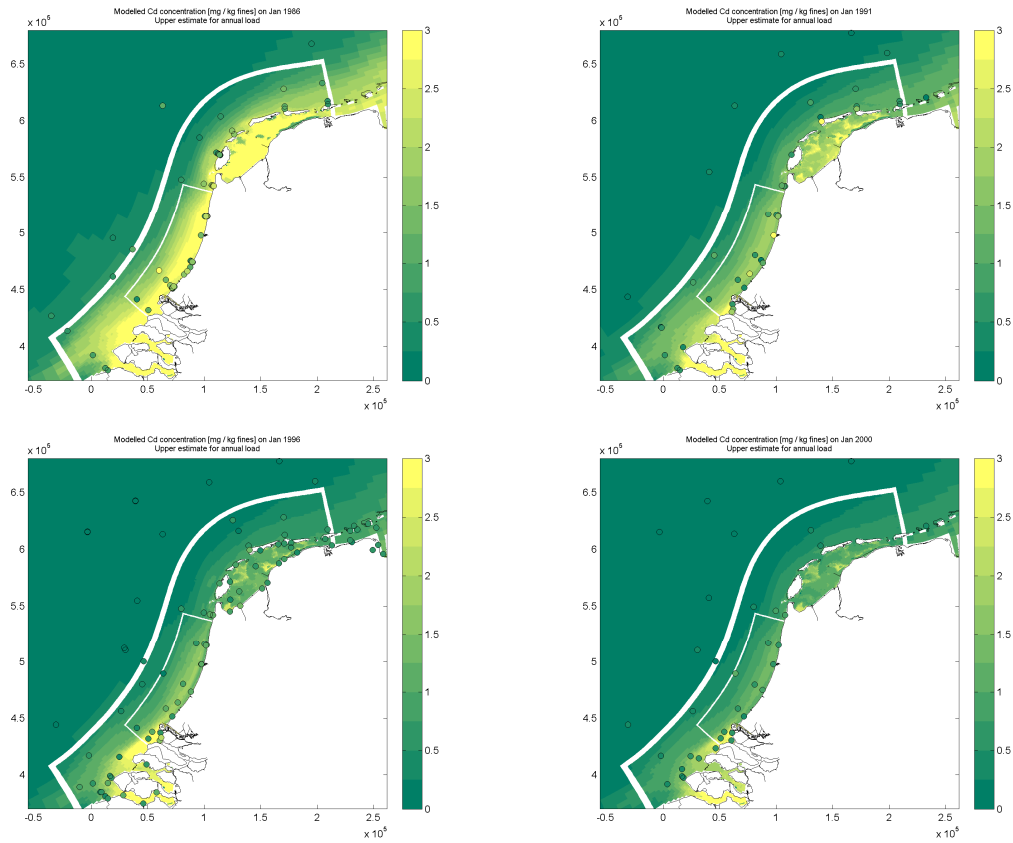 Modelled Cd concentration [mg / kg fines] on Jan 1986
Upper estimate for annual load
x 10^5
6.5
6
5.5
5
4.5
4
-0.5 0 0.5 1 1.5 2 2.5
x 10^5
3
2.5
2
1.5
1
0.5
0
Modelled Cd concentration [mg / kg fines] on Jan 1991
Upper estimate for annual load
x 10^5
6.5
6
5.5
5
4.5
4
-0.5 0 0.5 1 1.5 2 2.5
x 10^5
3
2.5
2
1.5
1
0.5
0
Modelled Cd concentration [mg / kg fines] on Jan 1996
Upper estimate for annual load
x 10^5
6.5
6
5.5
5
4.5
4
-0.5 0 0.5 1 1.5 2 2.5
x 10^5
3
2.5
2
1.5
1
0.5
0
Modelled Cd concentration [mg / kg fines] on Jan 2000
Upper estimate for annual load
x 10^5
6.5
6
5.5
5
4.5
4
-0.5 0 0.5 1 1.5 2 2.5
x 10^5
3
2.5
2
1.5
1
0.5
0